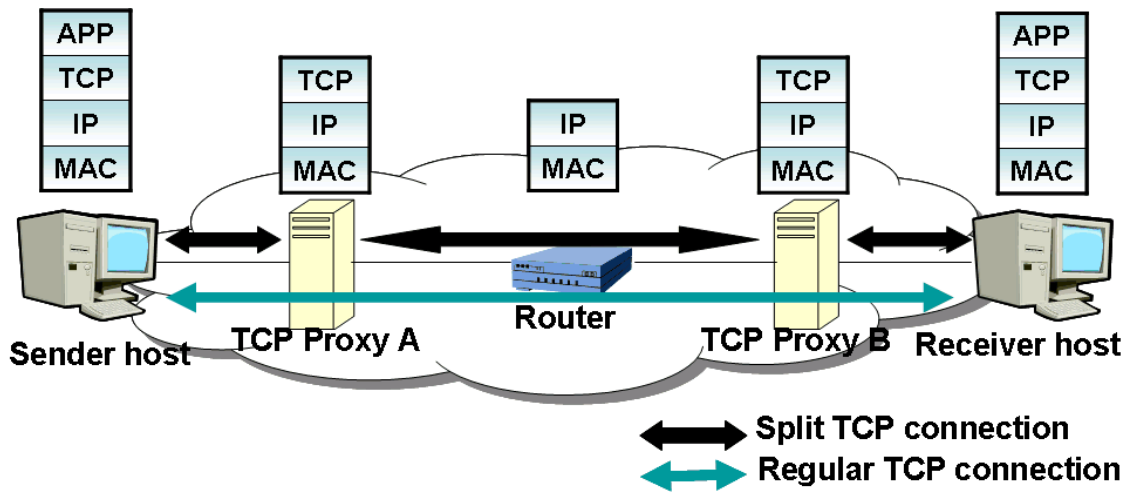 APP
TCP
IP
MAC
TCP
IP
MAC
IP
MAC
TCP
IP
MAC
APP
TCP
IP
MAC
Sender host
TCP Proxy A
Router
TCP Proxy B
Receiver host
Split TCP connection
Regular TCP connection